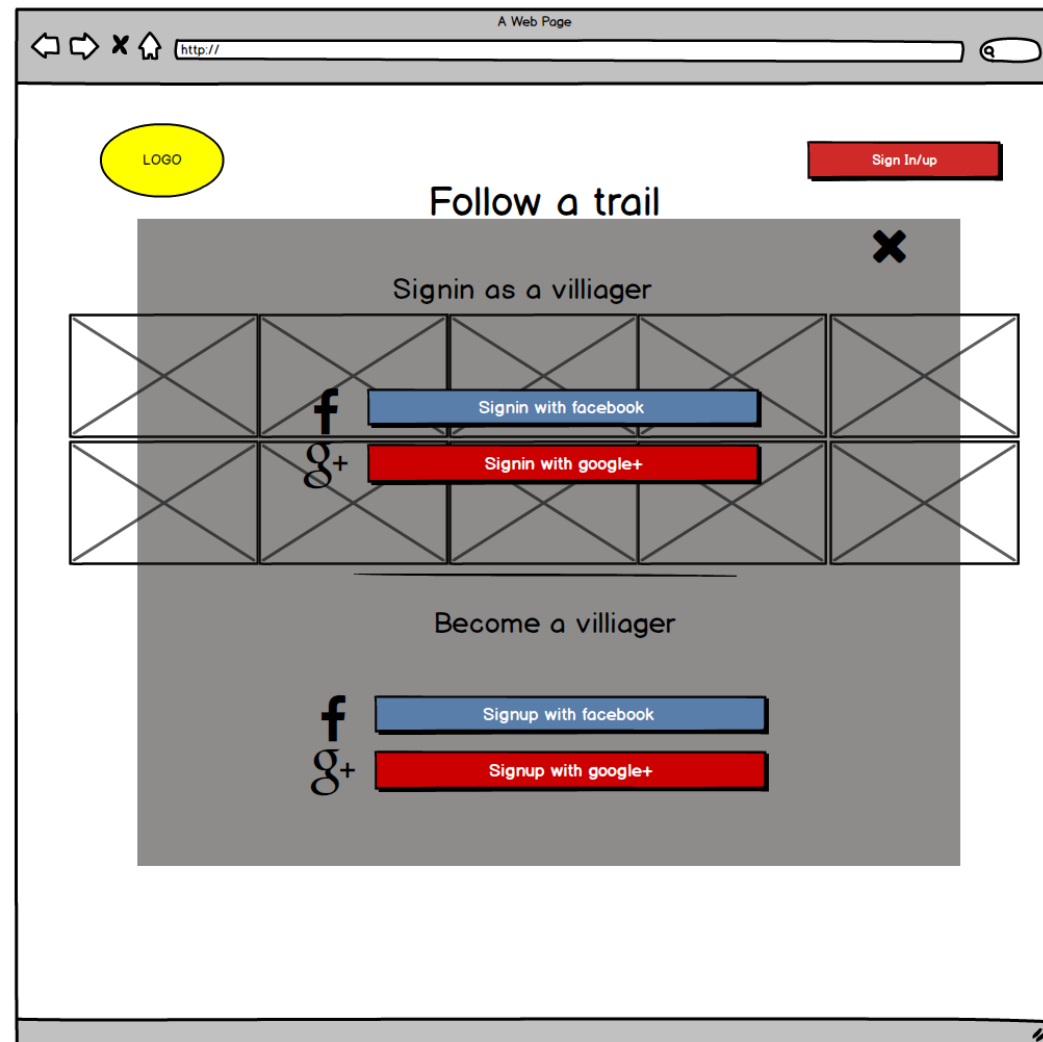 A Web Page
http://
LOGO
Sign In/up
Follow a trail
Signin as a villiager
f
Signin with facebook
g+
Signin with google+
Become a villiager
f
Signup with facebook
g+
Signup with google+